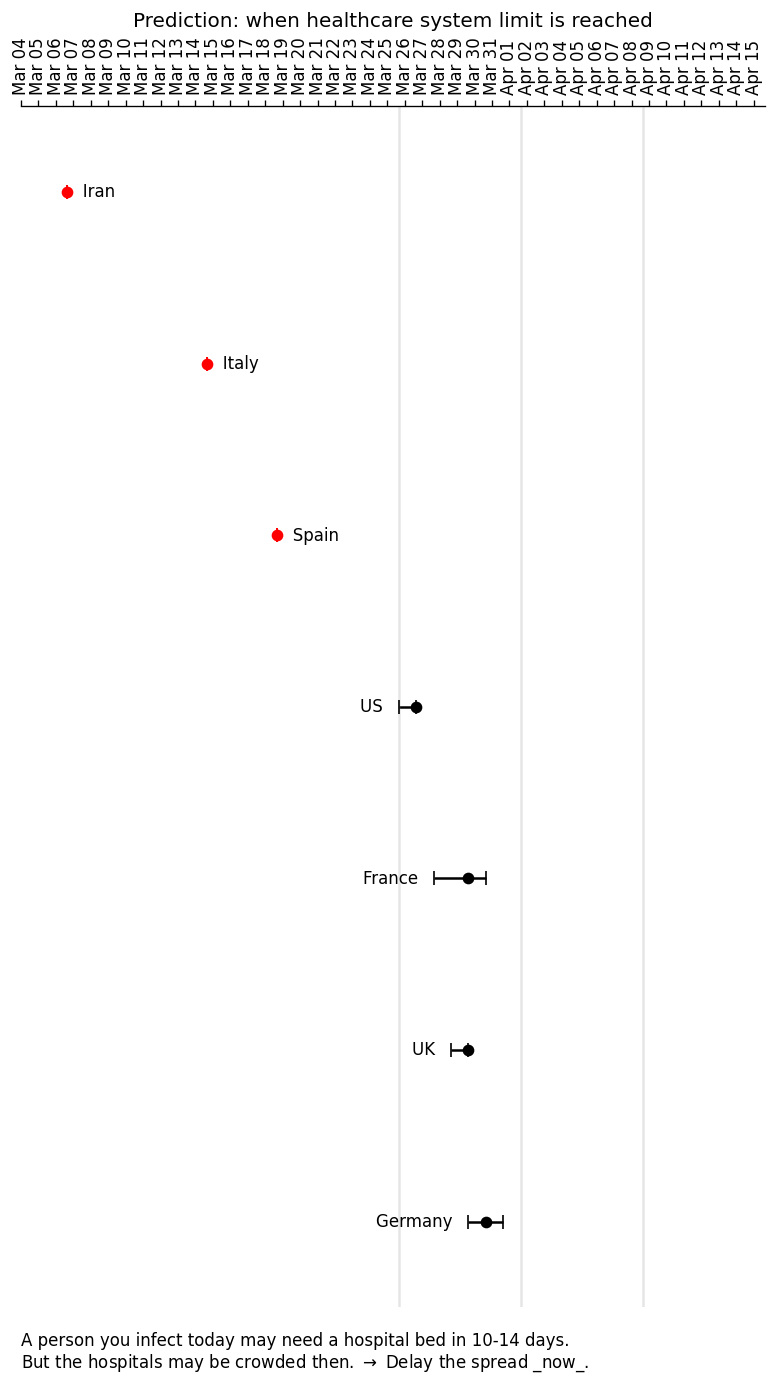 Prediction: when healthcare system limit is reached
Mar 04
Mar 05
Mar 06
Mar 07
Mar 08
Mar 09
Mar 10
Mar 11
Mar 12
Mar 13
Mar 14
Mar 15
Mar 16
Mar 17
Mar 18
Mar 19
Mar 20
Mar 21
Mar 22
Mar 23
Mar 24
Mar 25
Mar 26
Mar 27
Mar 28
Mar 29
Mar 30
Mar 31
Apr 01
Apr 02
Apr 03
Apr 04
Apr 05
Apr 06
Apr 07
Apr 08
Apr 09
Apr 10
Apr 11
Apr 12
Apr 13
Apr 14
Apr 15
Iran
Italy
Spain
US
France
UK
Germany
A person you infect today may need a hospital bed in 10-14 days.
But the hospitals may be crowded then. → Delay the spread _now_.